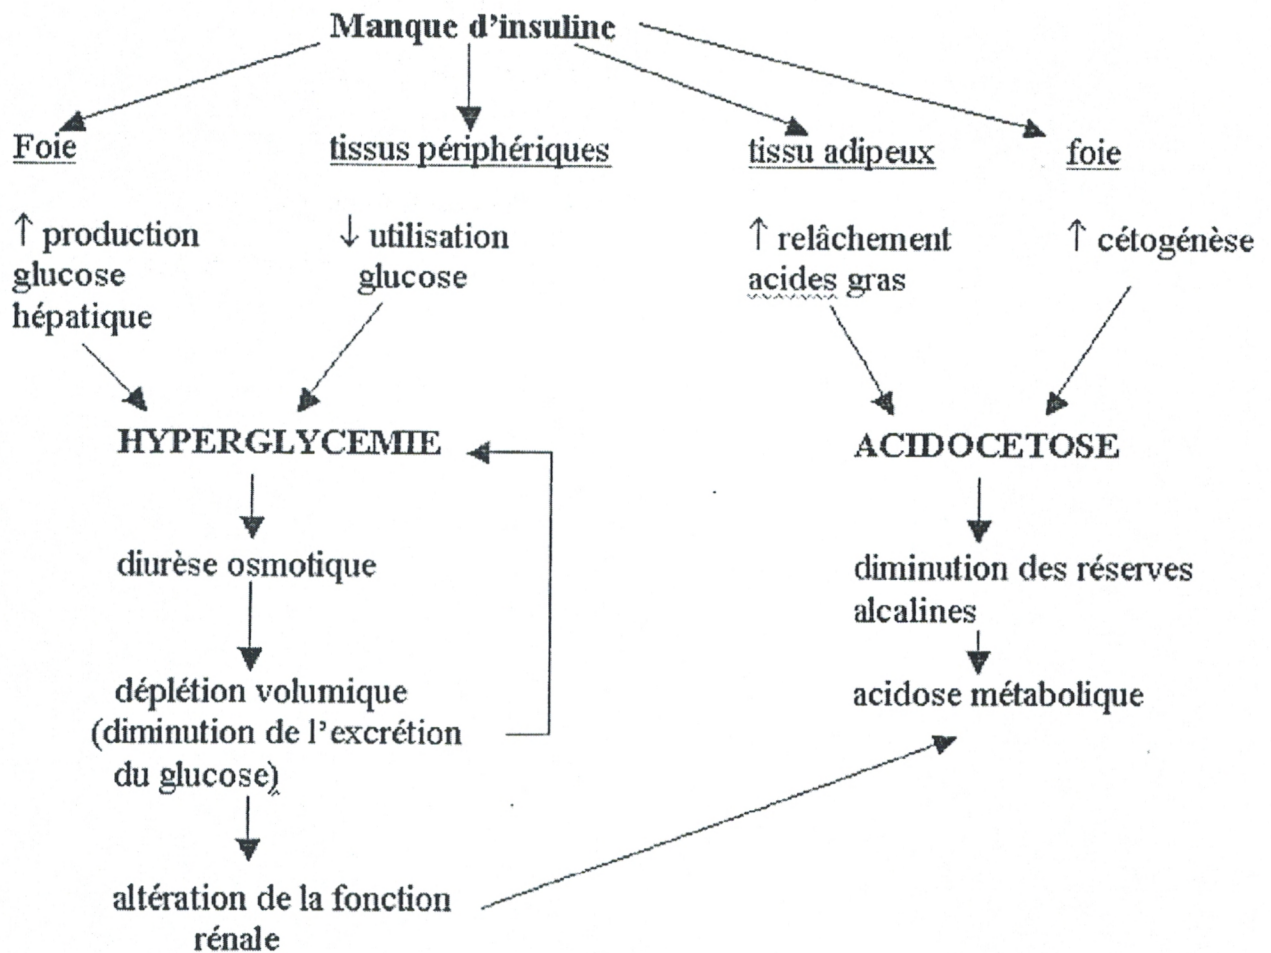 Manque d'insuline
Foie
tissus périphériques
tissu adipeux
foie
↑ production
glucose
hépatique
↓ utilisation
glucose
↑ relâchement
acides gras
↑ cétogénèse
HYPERGLYCEMIE
ACIDOCETOSE
diurèse osmotique
diminution des réserves
alcalines
déplétion volumique
(diminution de l'excrétion
du glucose)
acidose métabolique
altération de la fonction
rénale